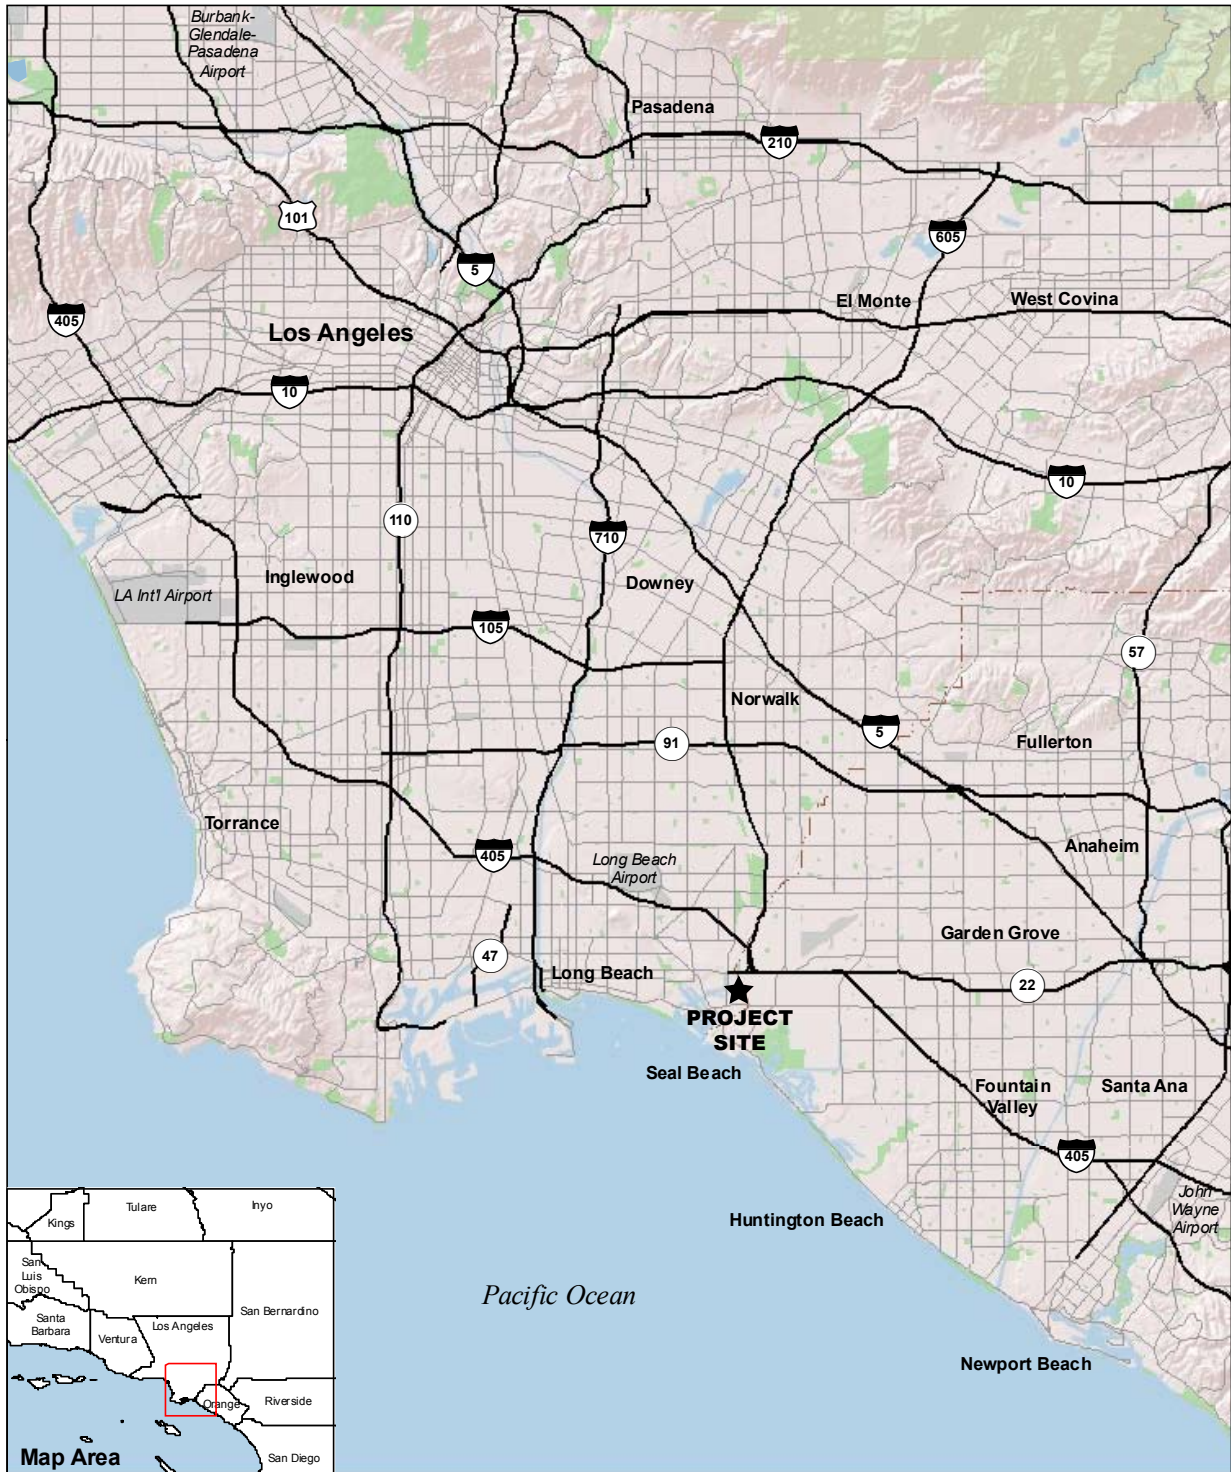 Burbank-
Glendale-
Pasadena
Airport
Pasadena
210
101
605
5
El Monte
West Covina
405
Los Angeles
10
10
110
710
Inglewood
Downey
LA Int'l Airport
105
57
Norwalk
5
91
Fullerton
Torrance
Anaheim
405
Long Beach
Airport
Garden Grove
47
Long Beach
22
PROJECT
SITE
Seal Beach
Fountain
Valley
Santa Ana
405
John
Wayne
Airport
Huntington Beach
Pacific Ocean
Newport Beach
Kings
Tulare
Inyo
San
Luis
Obispo
Kern
San Bernardino
Santa
Barbara
Ventura
Los Angeles
Orange
Riverside
San Diego
Map Area